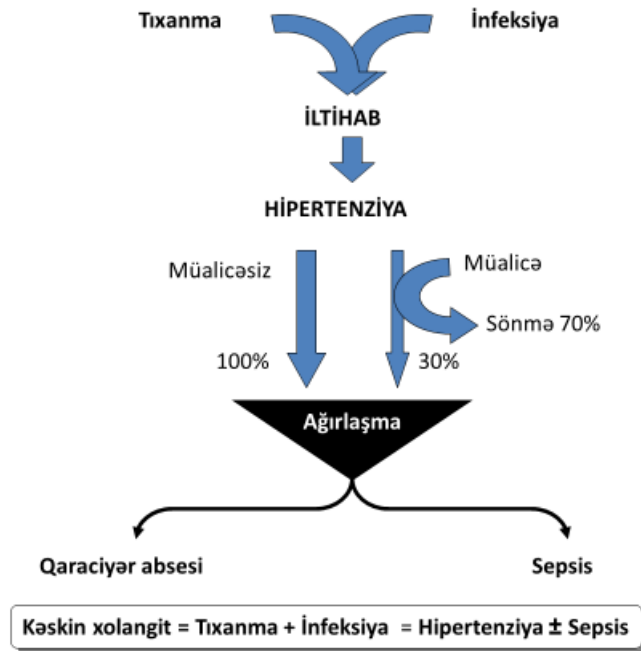 Tıxanma
İnfeksiya
İLTİHAB
HİPERTENZİYA
Müalicəsiz
Müalicə
Sönmə 70%
100%
30%
Ağırlaşma
Qaraciyər absesi
Sepsis
Kəskin xolangit = Tıxanma + İnfeksiya = Hipertenziya ± Sepsis